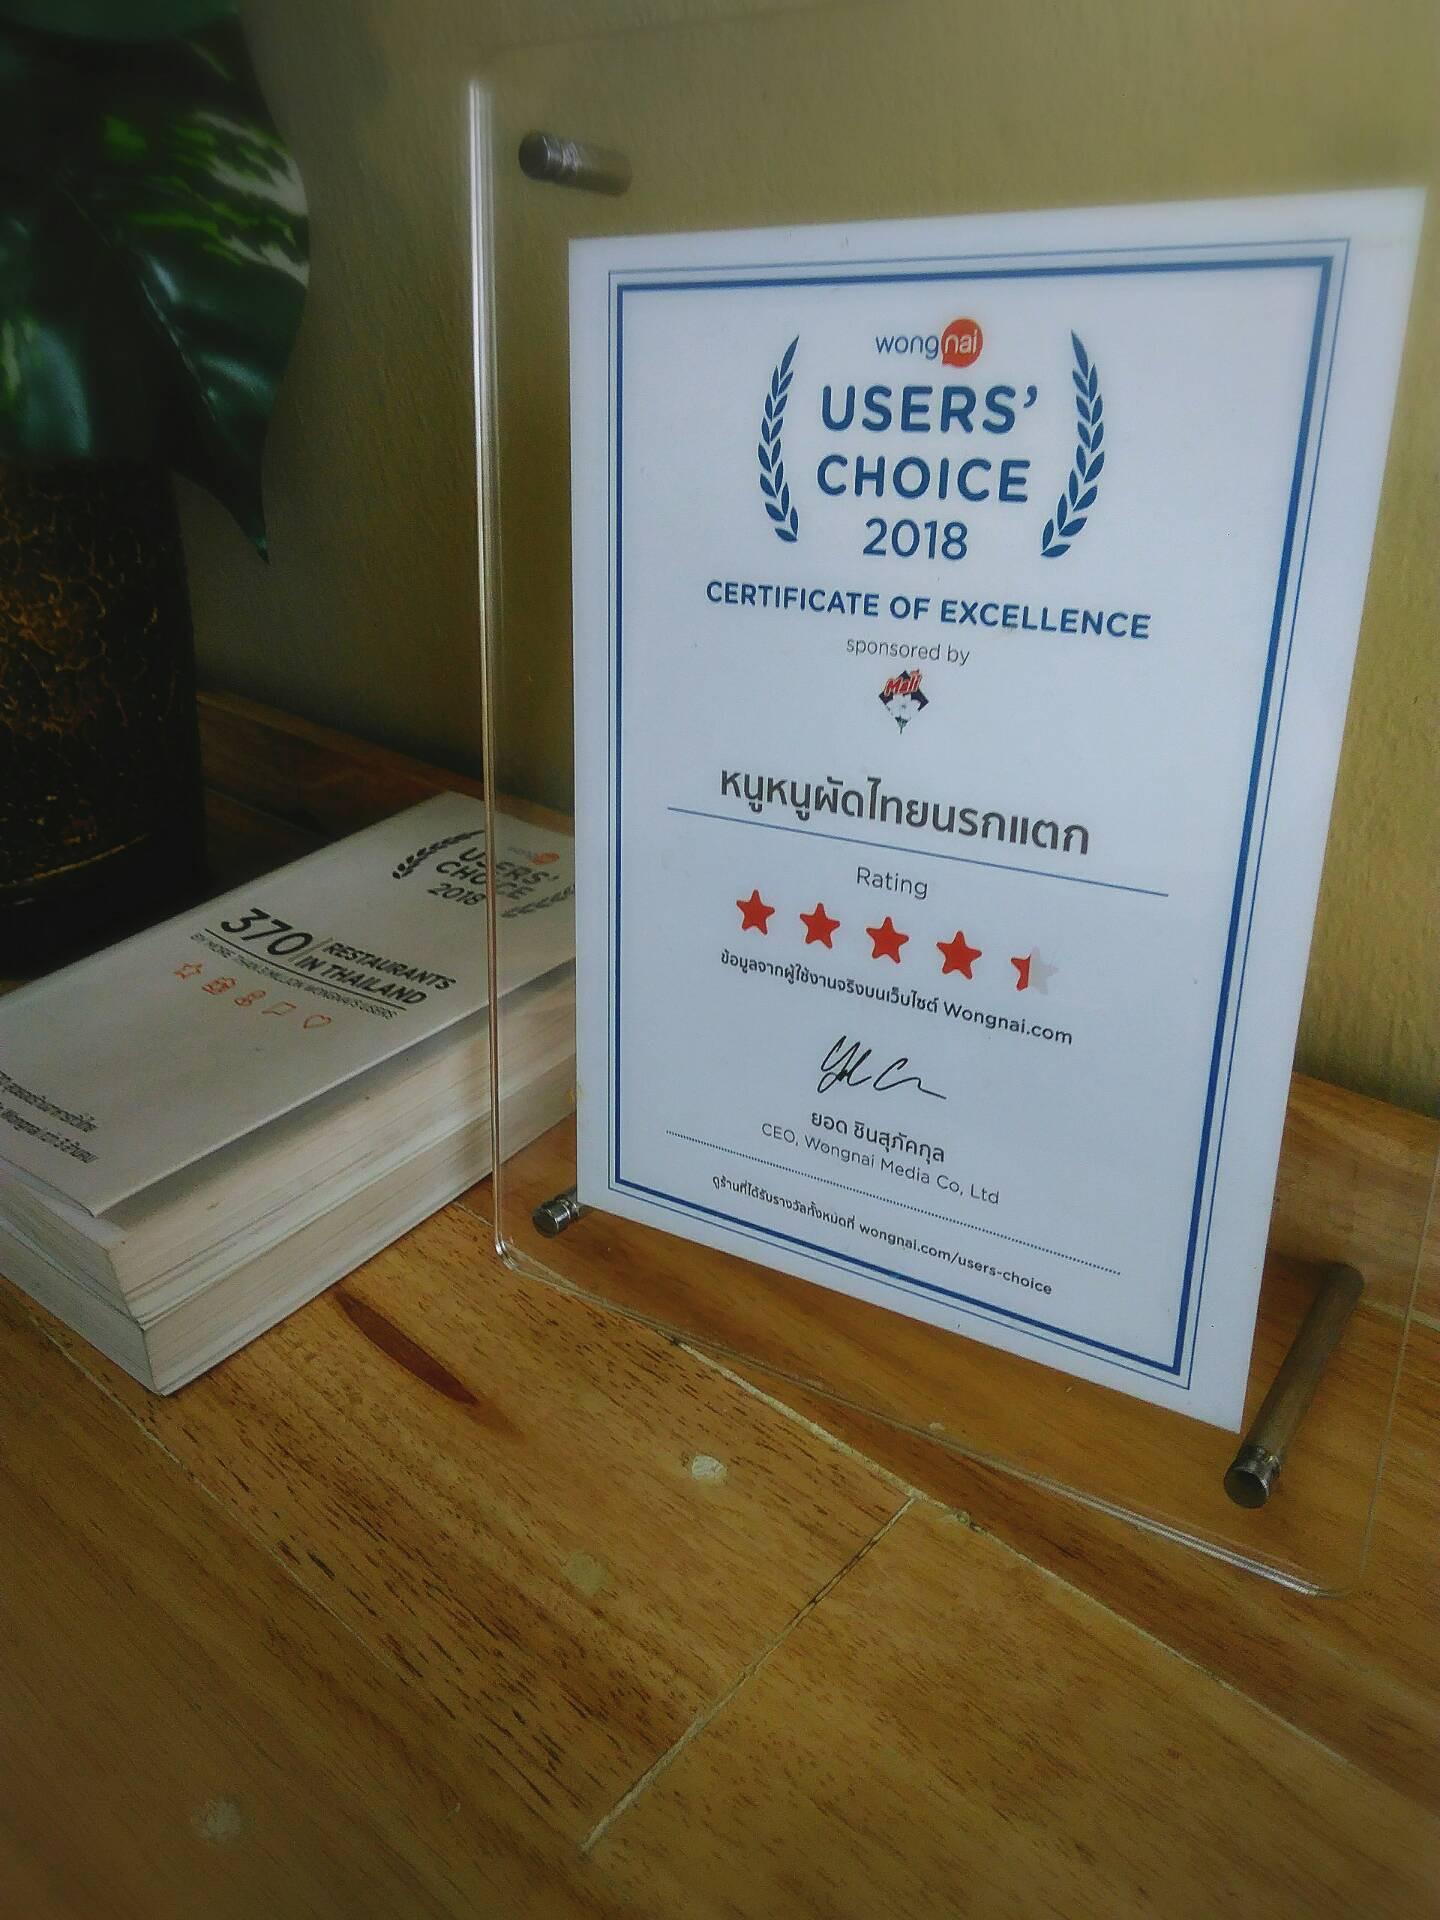 wongnai
USERS'
CHOICE
2018
CERTIFICATE OF EXCELLENCE
sponsored by
Mali
หนูหนูผัดไทยนรกแตก
Rating
ข้อมูลจากผู้ใช้งานจริงบนเว็บไซต์ Wongnai.com
ยอด ชินสุภัคกุล
CEO, Wongnai Media Co, Ltd
ดูร้านที่ได้รับรางวัลทั้งหมดที่ wongnai.com/users-choice
wongnai
USERS'
CHOICE
2018
370 RESTAURANTS
IN THAILAND
BY MORE THAN 3 MILLION WONGNAI'S USERS